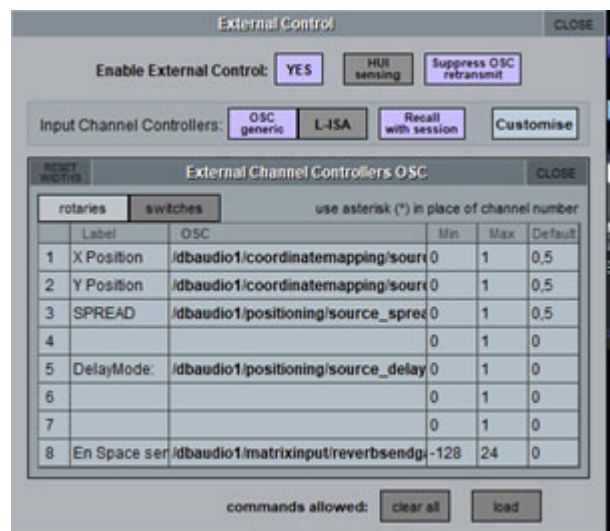 External Control CLOSE
Enable External Control: YES HUI sensing Suppress OSC retransmit
Input Channel Controllers: OSC generic L-ISA Recall with session Customise
RESET WIDTHS External Channel Controllers OSC CLOSE
rotaries switches use asterisk (*) in place of channel number
Label OSC Min Max Default
1 X Position /dbaudio1/coordinatemapping/sour 0 1 0,5
2 Y Position /dbaudio1/coordinatemapping/sour 0 1 0,5
3 SPREAD /dbaudio1/positioning/source_sprea 0 1 0,5
4 0 1 0
5 DelayMode: /dbaudio1/positioning/source_delay 0 1 0
6 0 1 0
7 0 1 0
8 En Space ser /dbaudio1/matrixinput/reverbsendg -128 24 0
commands allowed: clear all load